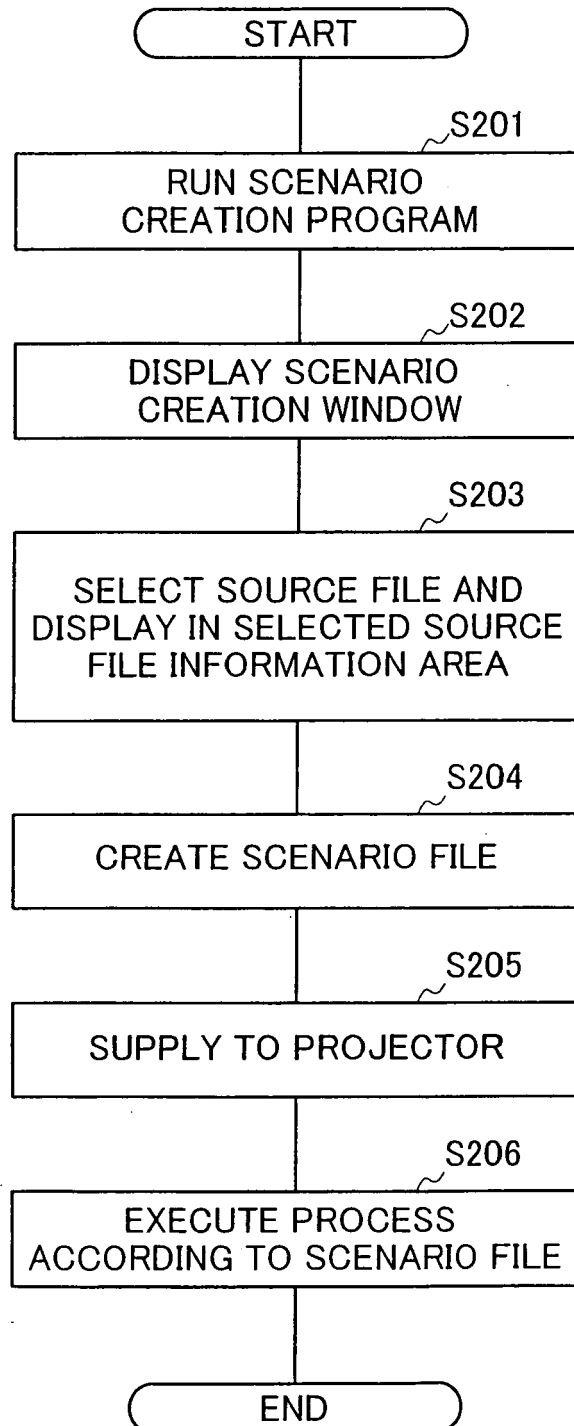 START
S201
RUN SCENARIO
CREATION PROGRAM
S202
DISPLAY SCENARIO
CREATION WINDOW
S203
SELECT SOURCE FILE AND
DISPLAY IN SELECTED SOURCE
FILE INFORMATION AREA
S204
CREATE SCENARIO FILE
S205
SUPPLY TO PROJECTOR
S206
EXECUTE PROCESS
ACCORDING TO SCENARIO FILE
END